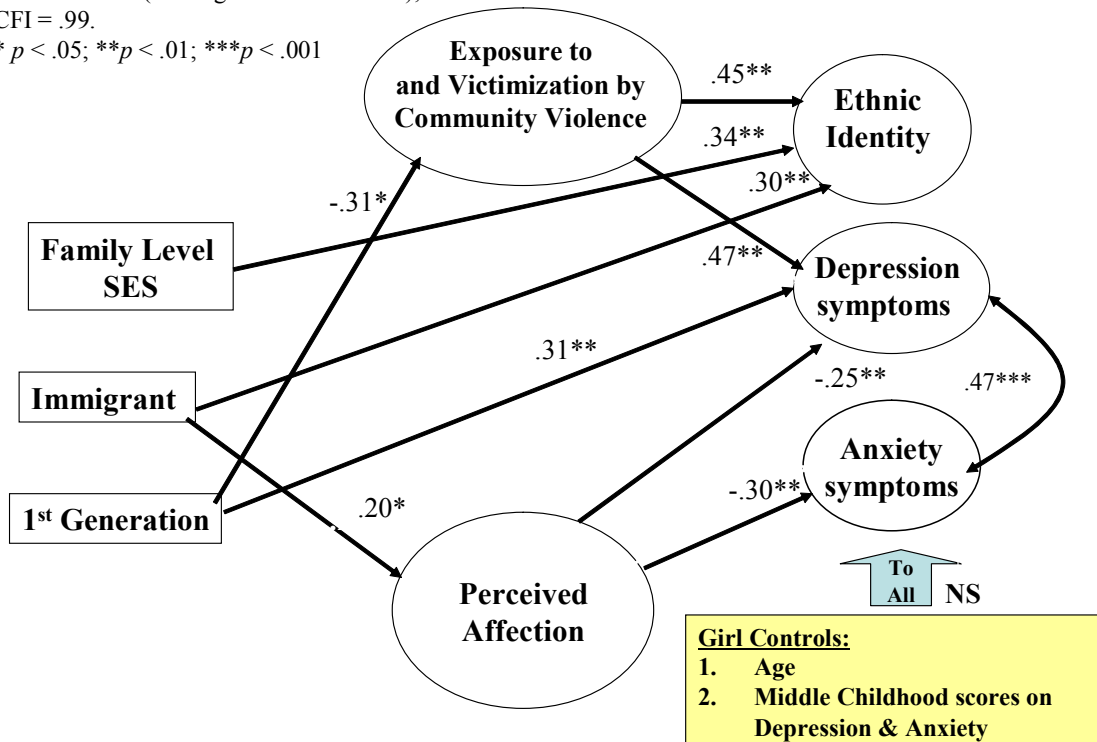 CFI = .99.
* p < .05; **p < .01; ***p < .001
Exposure to
and Victimization by
Community Violence
.45**
Ethnic
Identity
.34**
.30**
-.31*
Family Level
SES
.47**
Depression
symptoms
.31**
-.25**
.47***
Immigrant
Anxiety
symptoms
-.30**
1st Generation
.20*
Perceived
Affection
To
All
NS
Girl Controls:
1. Age
2. Middle Childhood scores on
Depression & Anxiety